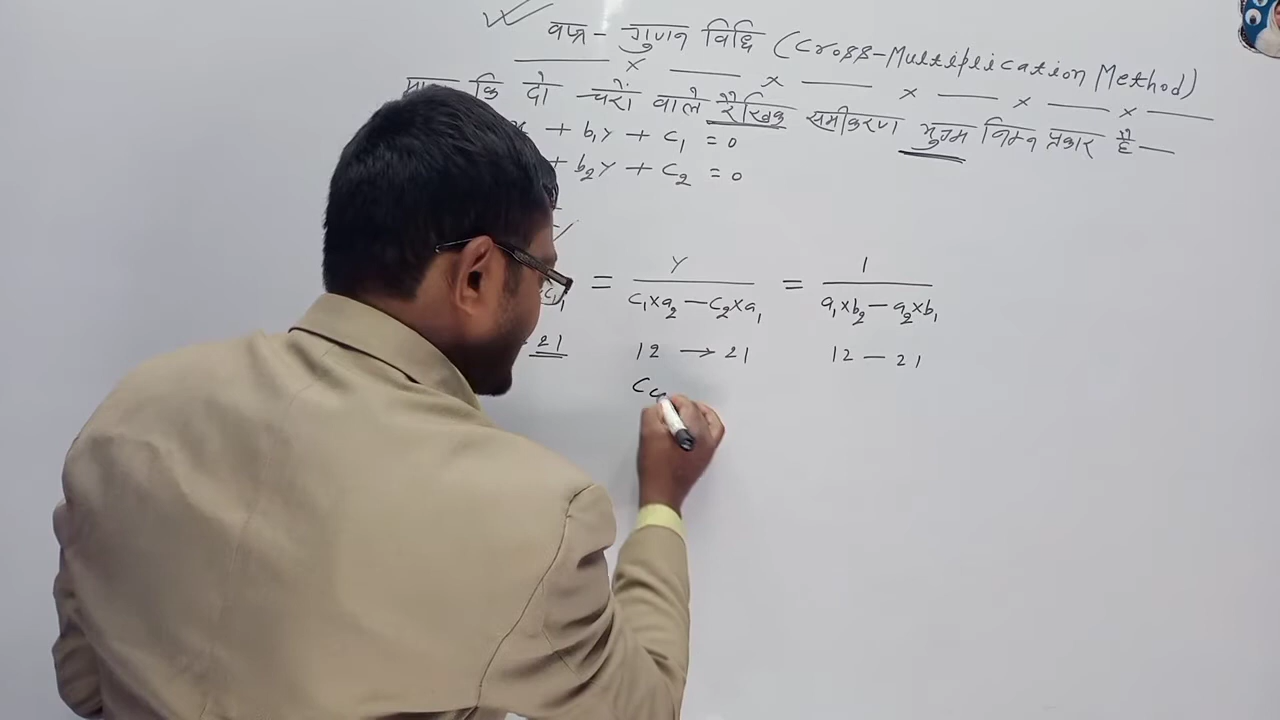 वज्र - गुणन विधि (Cross-Multiplication Method)
कि दो चरों वाले रैखिक समीकरण युग्म निम्न प्रकार है —
+ b₁y + c₁ = 0
+ b₂y + c₂ = 0
= y / c₁×a₂ — c₂×a₁ = 1 / a₁×b₂ — a₂×b₁
21 12 → 21 12 — 21